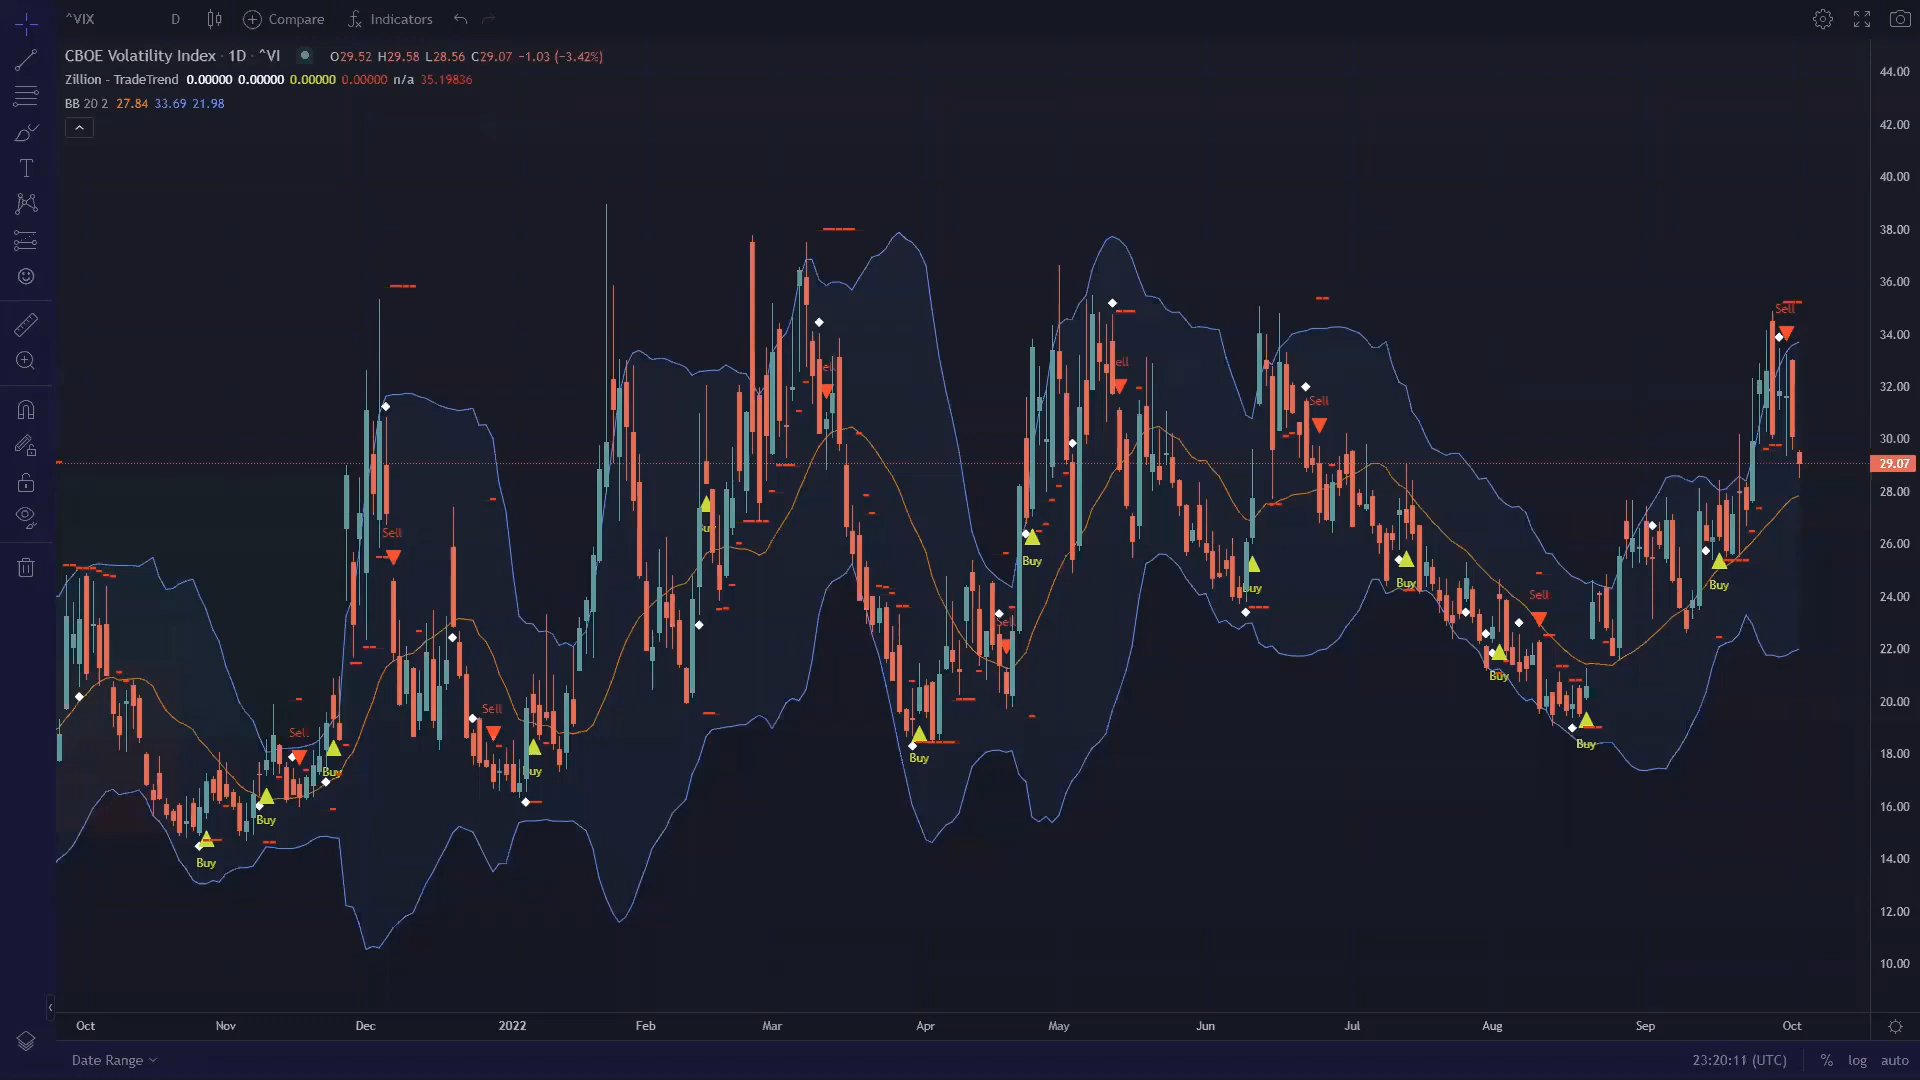 ^VIX D Compare Indicators
CBOE Volatility Index · 1D · ^VI O29.52 H29.58 L28.56 C29.07 −1.03 (−3.42%)
Zillion - TradeTrend 0.00000 0.00000 0.00000 0.00000 n/a 35.19836
BB 20 2 27.84 33.69 21.98
44.00
42.00
40.00
38.00
36.00
34.00
32.00
30.00
29.07
28.00
26.00
24.00
22.00
20.00
18.00
16.00
14.00
12.00
10.00
Sell
Sell
Sell
Sell
Buy
Buy
Buy
Buy
Sell
Buy
Sell
Sell
Buy
Buy
Buy
Buy
Oct Nov Dec 2022 Feb Mar Apr May Jun Jul Aug Sep Oct
Date Range 23:20:11 (UTC) % log auto